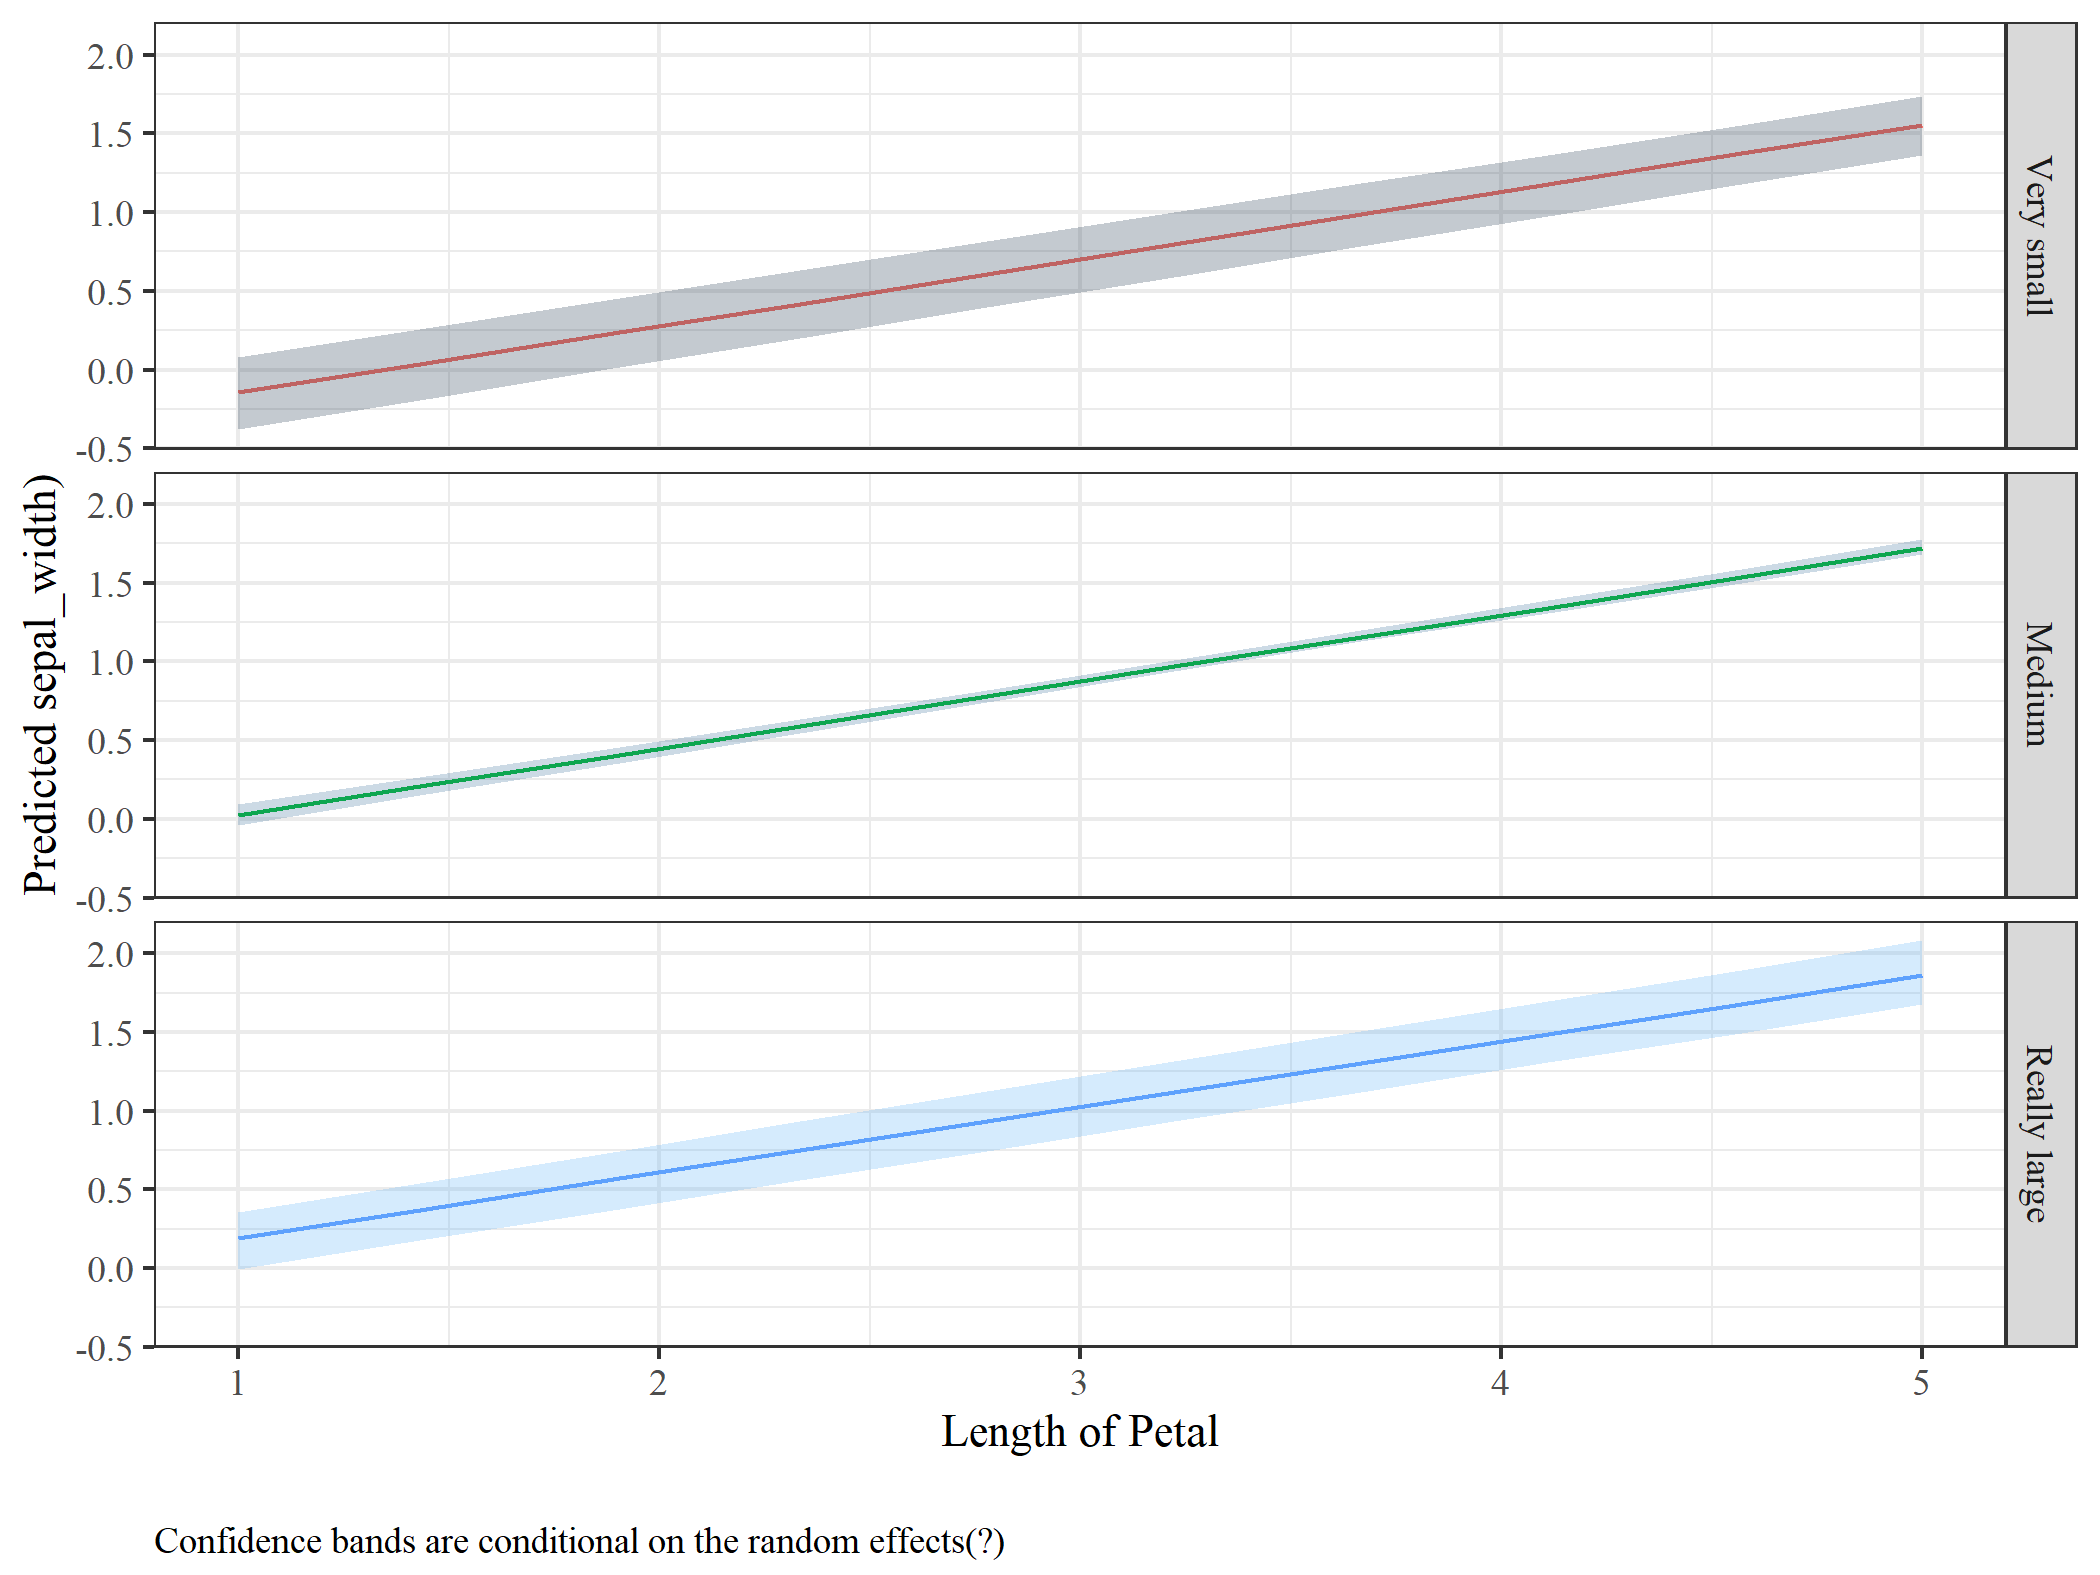 2.0
1.5
1.0
0.5
0.0
-0.5
Very small
Predicted sepal_width)
2.0
1.5
1.0
0.5
0.0
-0.5
Medium
2.0
1.5
1.0
0.5
0.0
-0.5
Really large
1 2 3 4 5
Length of Petal
Confidence bands are conditional on the random effects(?)